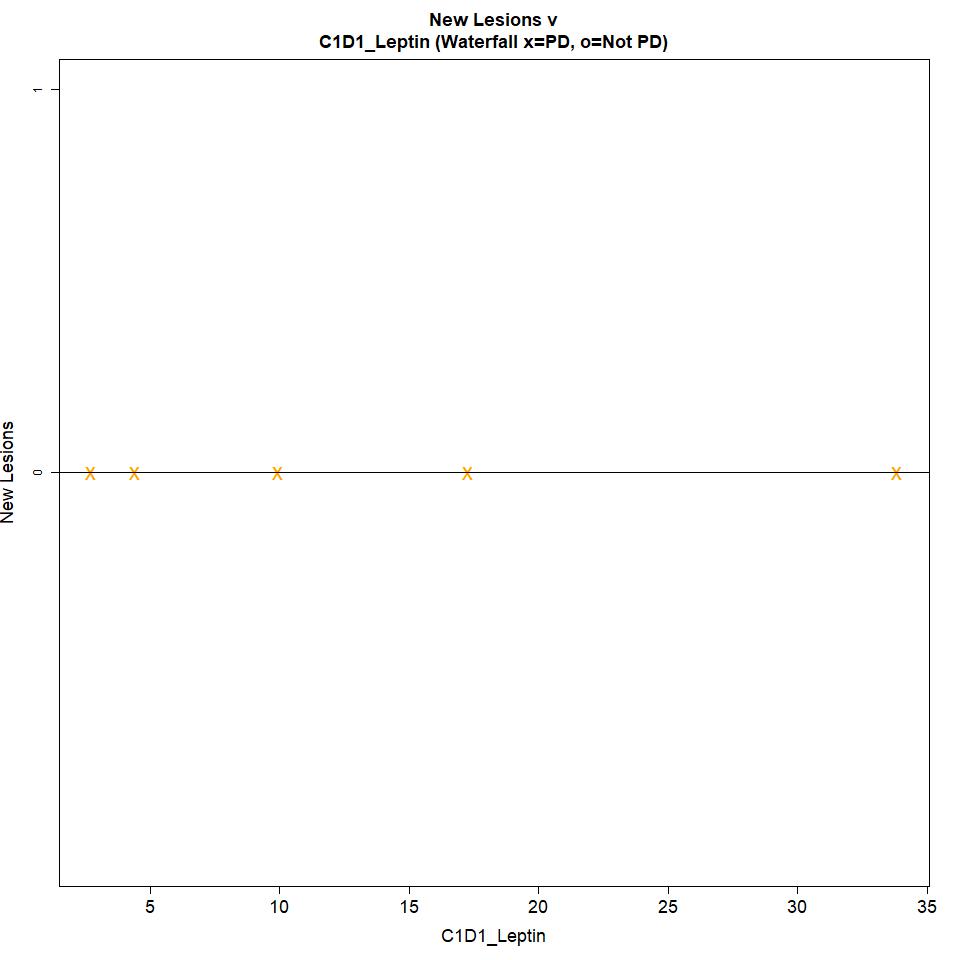 New Lesions v
C1D1_Leptin (Waterfall x=PD, o=Not PD)
1
New Lesions
0
x x x x x
5 10 15 20 25 30 35
C1D1_Leptin